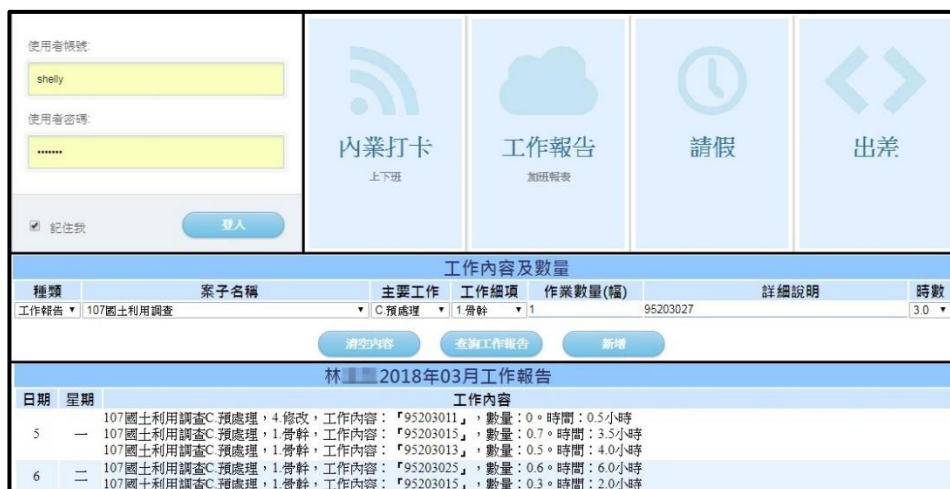 使用者帳號:
shelly
使用者密碼:
•••••••
記住我
登入
內業打卡
上下班
工作報告
加班報表
請假
出差
工作內容及數量
種類 案子名稱 主要工作 工作細項 作業數量(幅) 詳細說明 時數
工作報告 107國土利用調查 C.預處理 1.骨幹 1 95203027 3.0
清空內容 查詢工作報告 新增
林 2018年03月工作報告
日期 星期 工作內容
107國土利用調查C.預處理,4.修改,工作內容:『95203011』,數量:0。時間:0.5小時
5 一 107國土利用調查C.預處理,1.骨幹,工作內容:『95203015』,數量:0.7。時間:3.5小時
107國土利用調查C.預處理,1.骨幹,工作內容:『95203013』,數量:0.5。時間:4.0小時
6 二 107國土利用調查C.預處理,1.骨幹,工作內容:『95203025』,數量:0.6。時間:6.0小時
107國土利用調查C.預處理,1.骨幹,工作內容:『95203015』,數量:0.3。時間:2.0小時